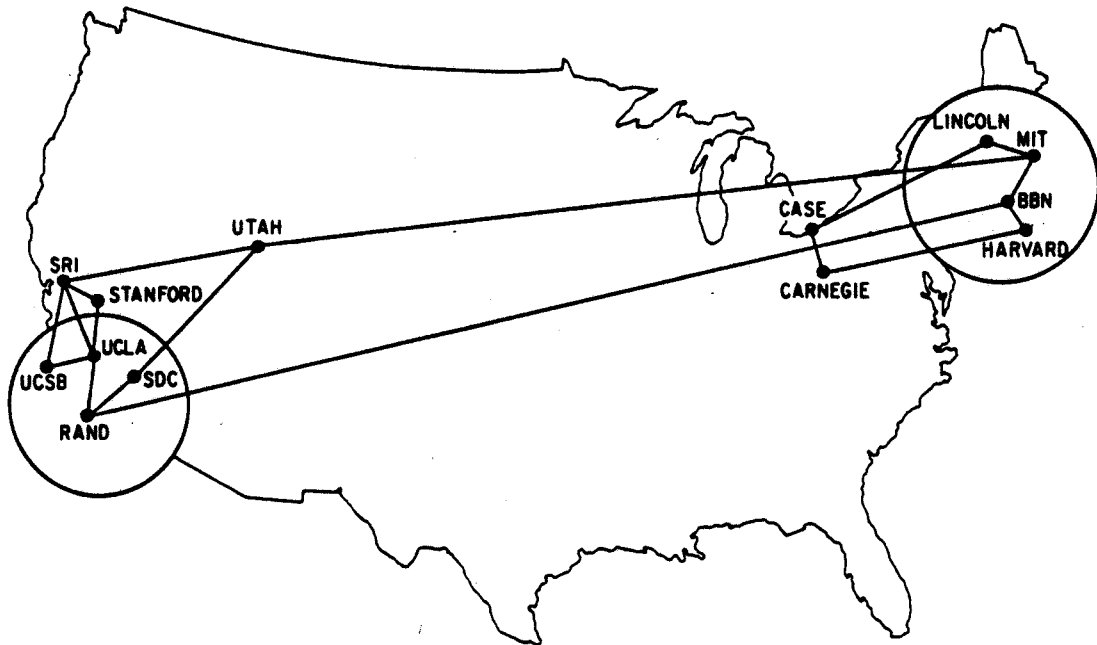 LINCOLN
MIT
BBN
CASE
HARVARD
UTAH
SRI
CARNEGIE
STANFORD
UCLA
UCSB
SDC
RAND